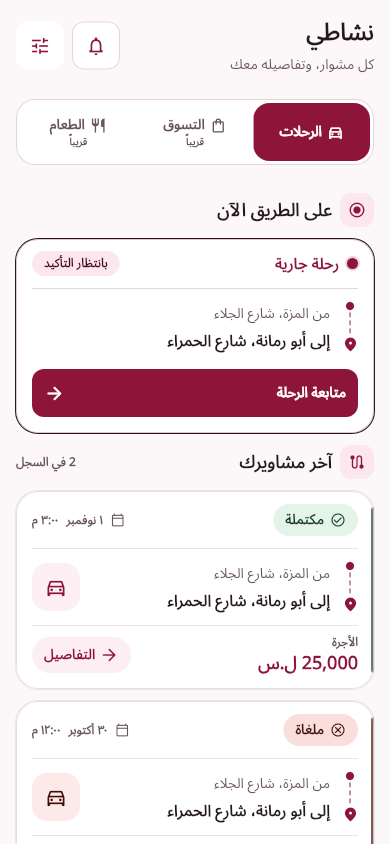 نشاطي
كل مشوار، وتفاصيله معك
الرحلات
التسوق
قريباً
الطعام
قريباً
على الطريق الآن
رحلة جارية
بانتظار التأكيد
من المزة، شارع الجلاء
إلى أبو رمانة، شارع الحمراء
متابعة الرحلة
آخر مشاويرك
2 في السجل
مكتملة
١ نوفمبر ٣:٠٠ م
من المزة، شارع الجلاء
إلى أبو رمانة، شارع الحمراء
الأجرة
25,000 ل.س
التفاصيل
ملغاة
٣٠ أكتوبر ١٢:٠٠ م
من المزة، شارع الجلاء
إلى أبو رمانة، شارع الحمراء